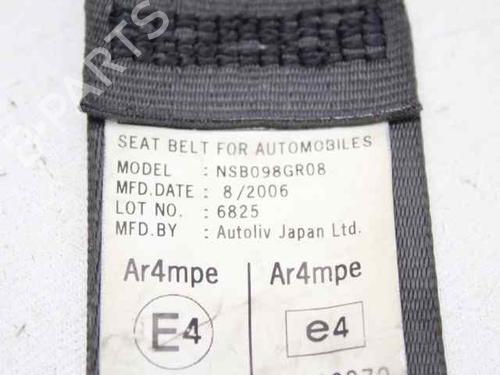 SEAT BELT FOR AUTOMOBILES
MODEL : NSB098GR08
MFD.DATE : 8/2006
LOT NO. : 6825
MFD.BY : Autoliv Japan Ltd.
Ar4mpe Ar4mpe
E4 e4